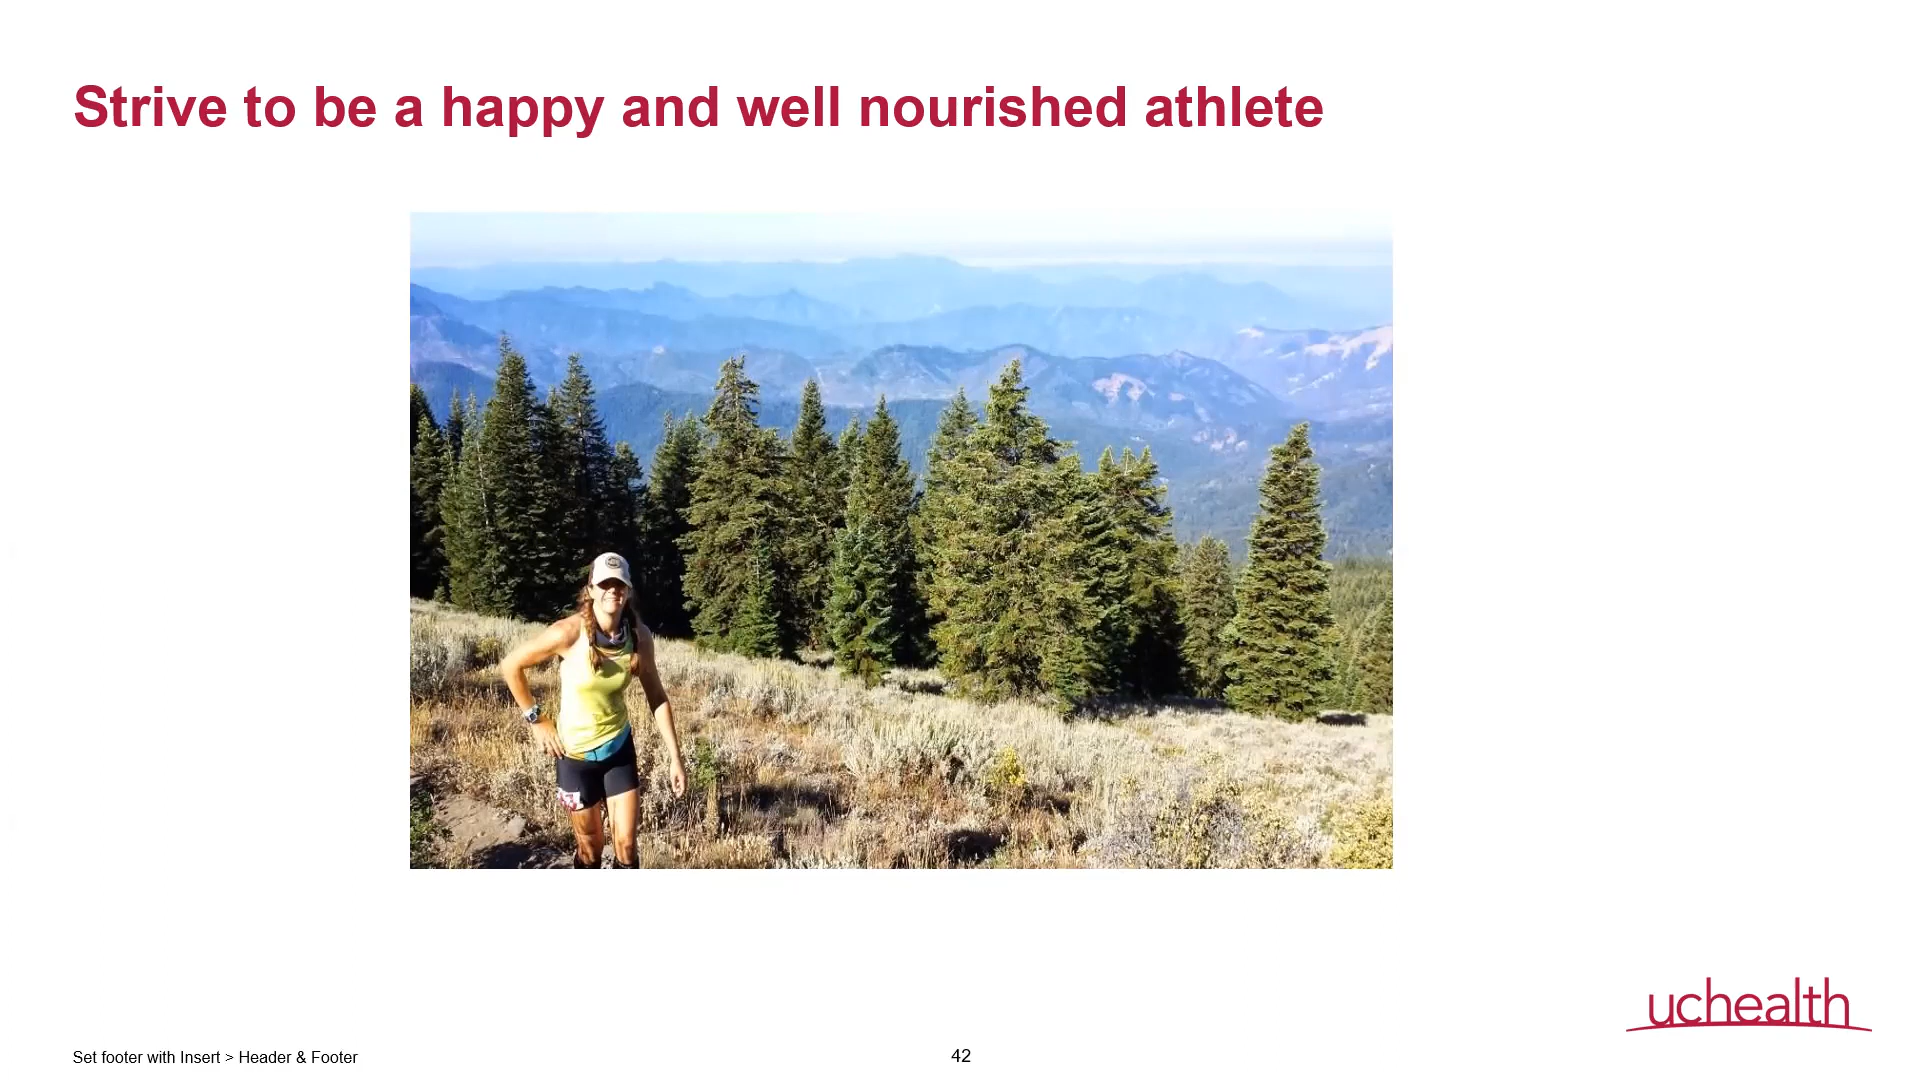 Strive to be a happy and well nourished athlete
uchealth
Set footer with Insert > Header & Footer
42